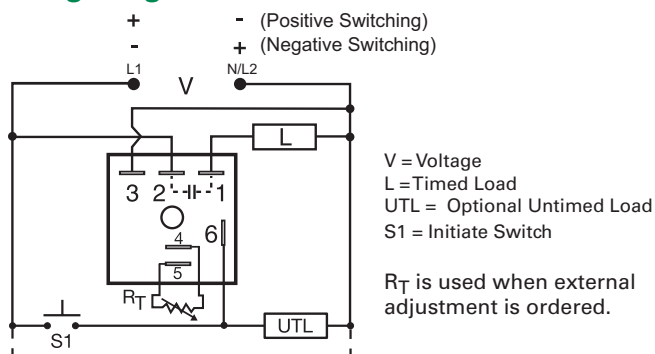 + - (Positive Switching)
- + (Negative Switching)
L1 N/L2
V
L
3 2 1
6
4
5
RT
S1
UTL
V = Voltage
L = Timed Load
UTL = Optional Untimed Load
S1 = Initiate Switch
RT is used when external
adjustment is ordered.